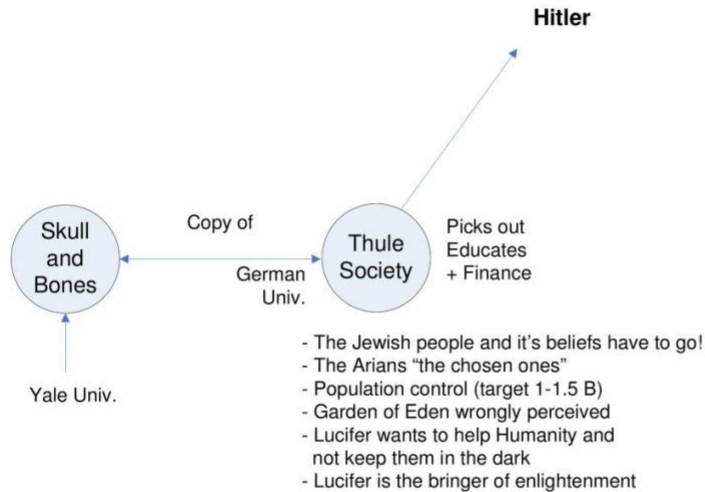 Hitler
Copy of
Skull
and
Bones
Thule
Society
Picks out
Educates
+ Finance
German
Univ.
Yale Univ.
- The Jewish people and it's beliefs have to go!
- The Arians “the chosen ones”
- Population control (target 1-1.5 B)
- Garden of Eden wrongly perceived
- Lucifer wants to help Humanity and
not keep them in the dark
- Lucifer is the bringer of enlightenment